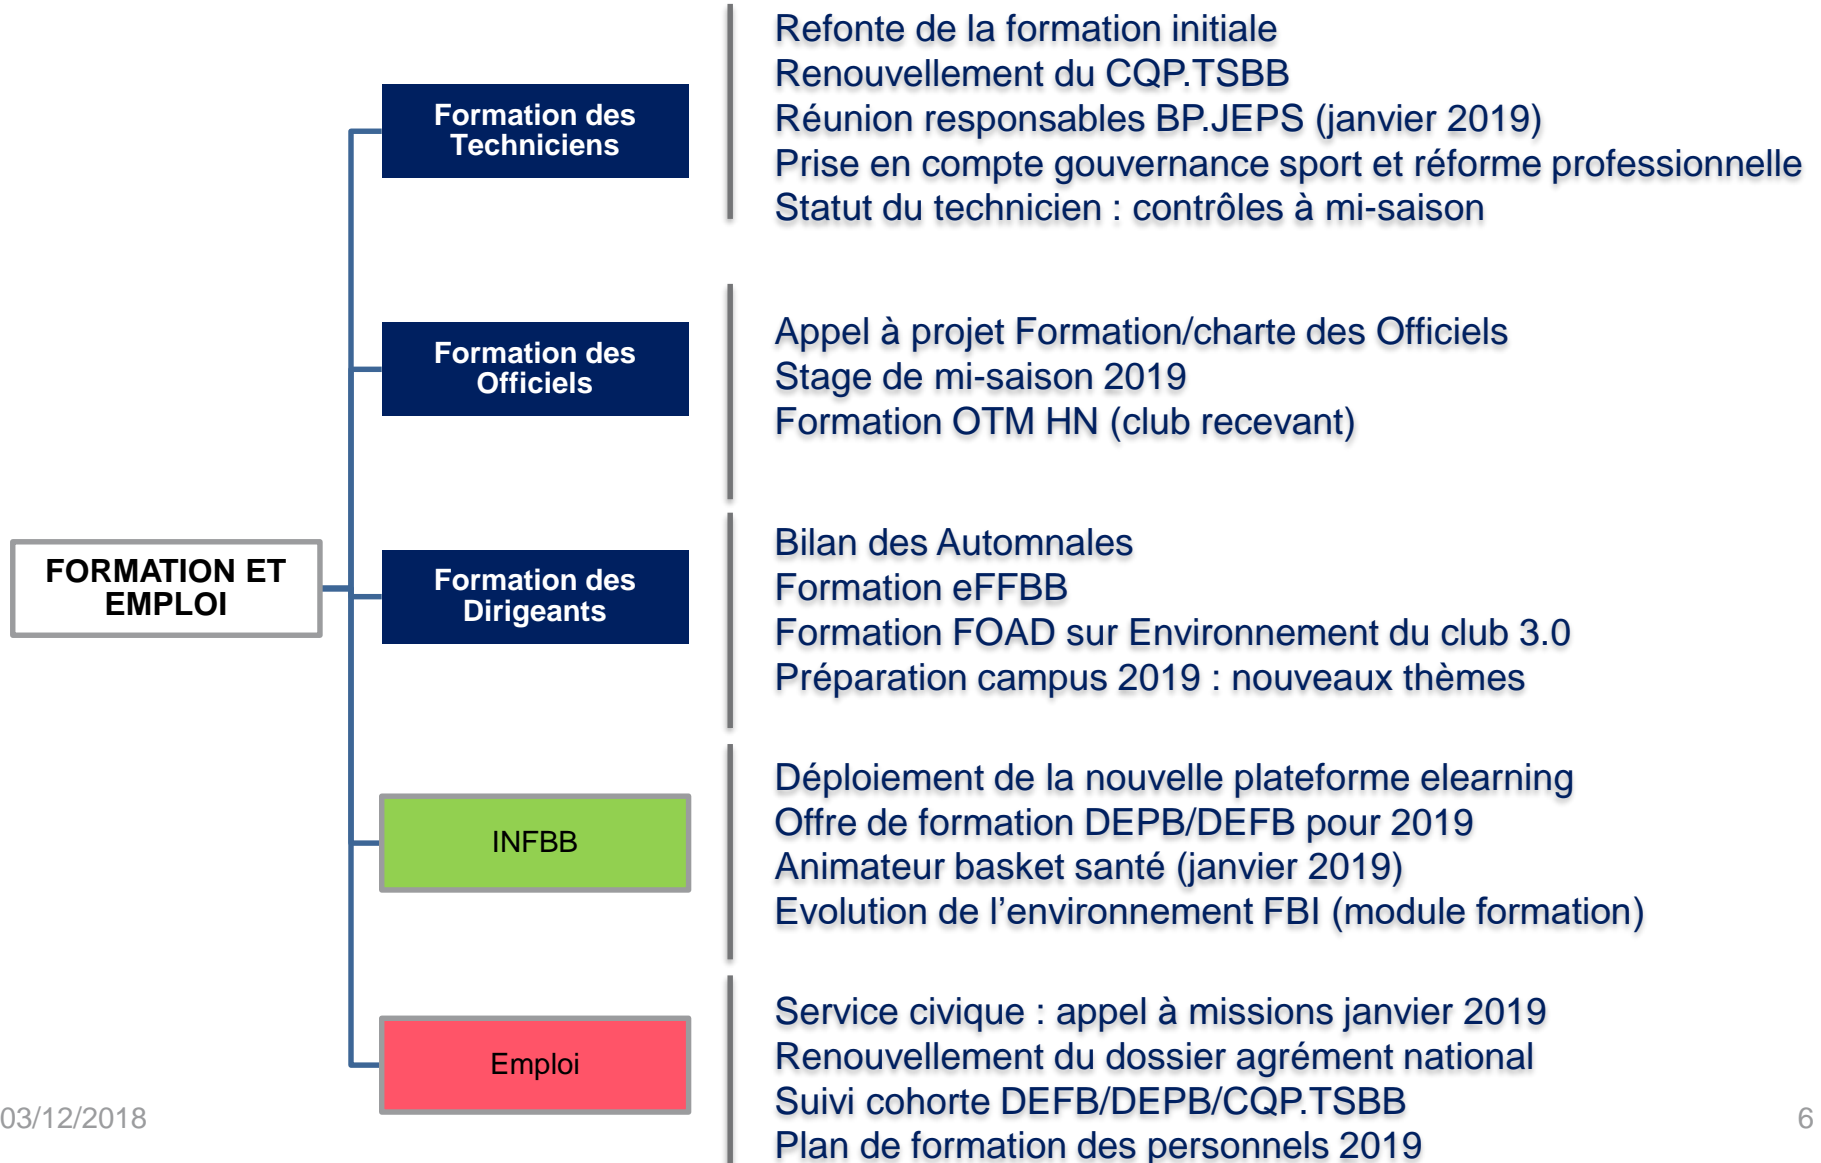 FORMATION ET
EMPLOI
Formation des
Techniciens
Refonte de la formation initiale
Renouvellement du CQP.TSBB
Réunion responsables BP.JEPS (janvier 2019)
Prise en compte gouvernance sport et réforme professionnelle
Statut du technicien : contrôles à mi-saison
Formation des
Officiels
Appel à projet Formation/charte des Officiels
Stage de mi-saison 2019
Formation OTM HN (club recevant)
Formation des
Dirigeants
Bilan des Automnales
Formation eFFBB
Formation FOAD sur Environnement du club 3.0
Préparation campus 2019 : nouveaux thèmes
INFBB
Déploiement de la nouvelle plateforme elearning
Offre de formation DEPB/DEFB pour 2019
Animateur basket santé (janvier 2019)
Evolution de l’environnement FBI (module formation)
Emploi
Service civique : appel à missions janvier 2019
Renouvellement du dossier agrément national
Suivi cohorte DEFB/DEPB/CQP.TSBB
Plan de formation des personnels 2019
03/12/2018
6